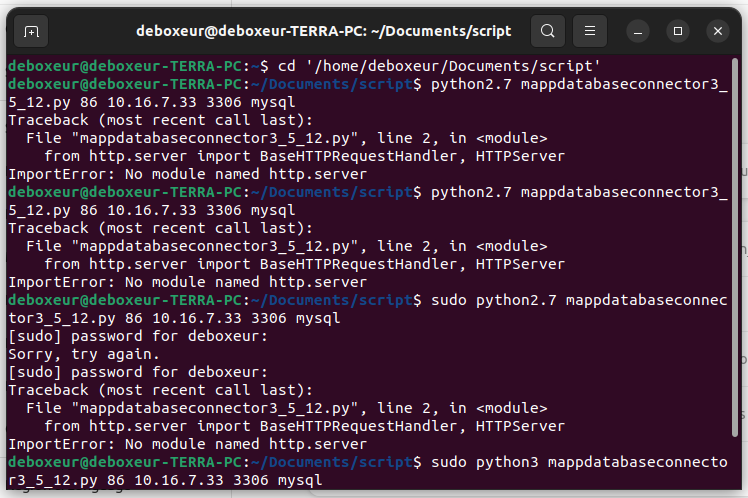 deboxeur@deboxeur-TERRA-PC: ~/Documents/script
deboxeur@deboxeur-TERRA-PC:~$ cd '/home/deboxeur/Documents/script'
deboxeur@deboxeur-TERRA-PC:~/Documents/script$ python2.7 mappdatabaseconnector3_
5_12.py 86 10.16.7.33 3306 mysql
Traceback (most recent call last):
  File "mappdatabaseconnector3_5_12.py", line 2, in <module>
    from http.server import BaseHTTPRequestHandler, HTTPServer
ImportError: No module named http.server
deboxeur@deboxeur-TERRA-PC:~/Documents/script$ python2.7 mappdatabaseconnector3_
5_12.py 86 10.16.7.33 3306 mysql
Traceback (most recent call last):
  File "mappdatabaseconnector3_5_12.py", line 2, in <module>
    from http.server import BaseHTTPRequestHandler, HTTPServer
ImportError: No module named http.server
deboxeur@deboxeur-TERRA-PC:~/Documents/script$ sudo python2.7 mappdatabaseconnec
tor3_5_12.py 86 10.16.7.33 3306 mysql
[sudo] password for deboxeur:
Sorry, try again.
[sudo] password for deboxeur:
Traceback (most recent call last):
  File "mappdatabaseconnector3_5_12.py", line 2, in <module>
    from http.server import BaseHTTPRequestHandler, HTTPServer
ImportError: No module named http.server
deboxeur@deboxeur-TERRA-PC:~/Documents/script$ sudo python3 mappdatabaseconnecto
r3_5_12.py 86 10.16.7.33 3306 mysql